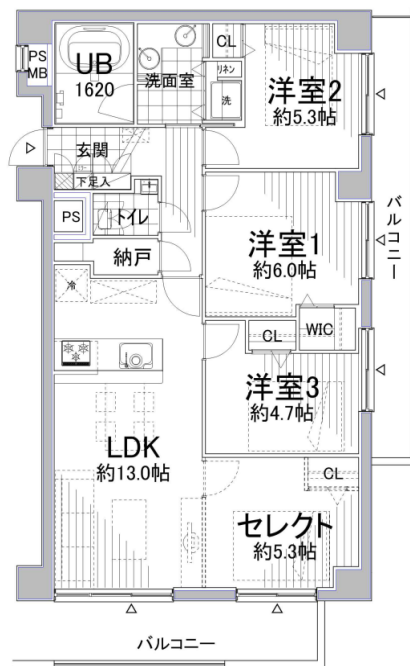 PS
MB
UB
1620
洗面室
CL
リネン
洗
洋室2
約5.3帖
玄関
下足入
PS
トイレ
納戸
冷
洋室1
約6.0帖
バルコニー
WIC
CL
洋室3
約4.7帖
LDK
約13.0帖
CL
セレクト
約5.3帖
バルコニー